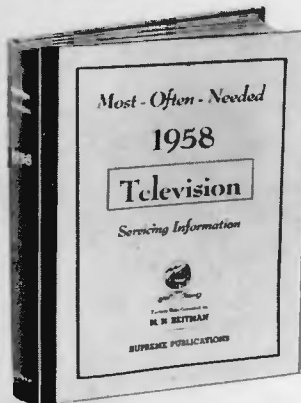 Most - Often - Needed
1958
Television
Servicing Information
M. N. BEITMAN
SUPREME PUBLICATIONS